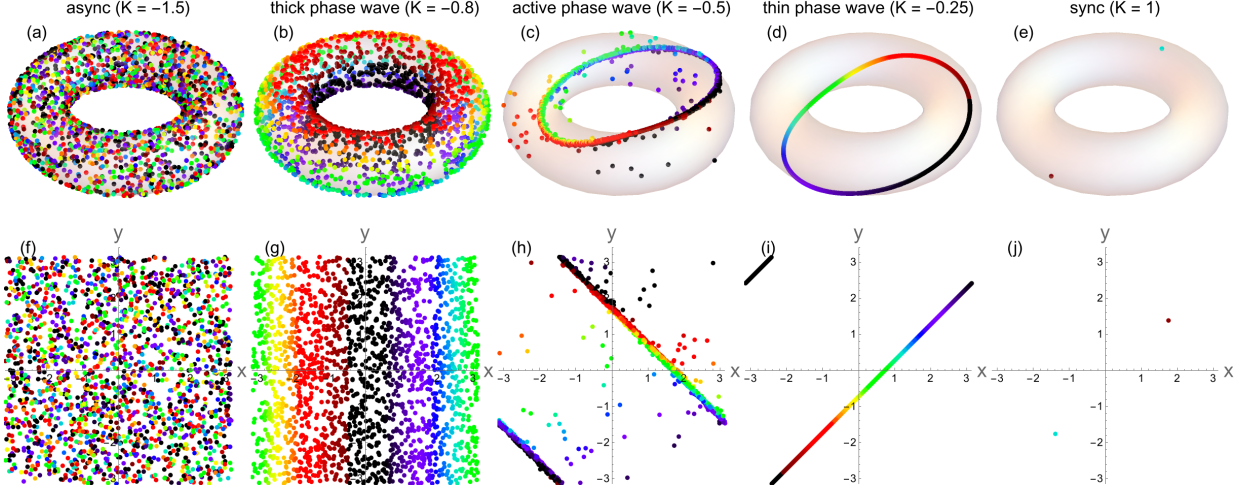 async (K = −1.5)
thick phase wave (K = −0.8)
active phase wave (K = −0.5)
thin phase wave (K = −0.25)
sync (K = 1)
(a)
(b)
(c)
(d)
(e)
y
y
y
y
y
(f)
(g)
(h)
(i)
(j)
3
3
3
3
2
2
2
1
1
1
x
x
x
x
x
−3
−1
1
2
3
−3
−2
−1
1
2
3
−3
−2
−1
1
2
3
−1
−1
−1
−2
−2
−2
−2
−3
−3
−3
−3